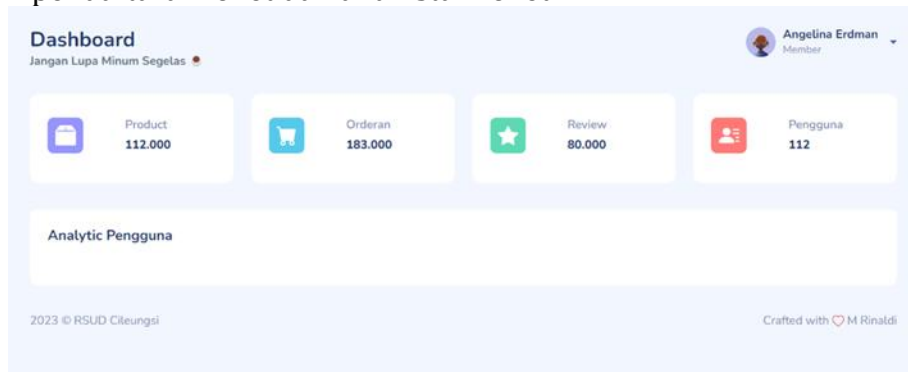 Dashboard
Jangan Lupa Minum Segelas
Angelina Erdman
Member
Product
112.000
Orderan
183.000
Review
80.000
Pengguna
112
Analytic Pengguna
2023 © RSUD Cileungsi
Crafted with ♡ M Rinaldi